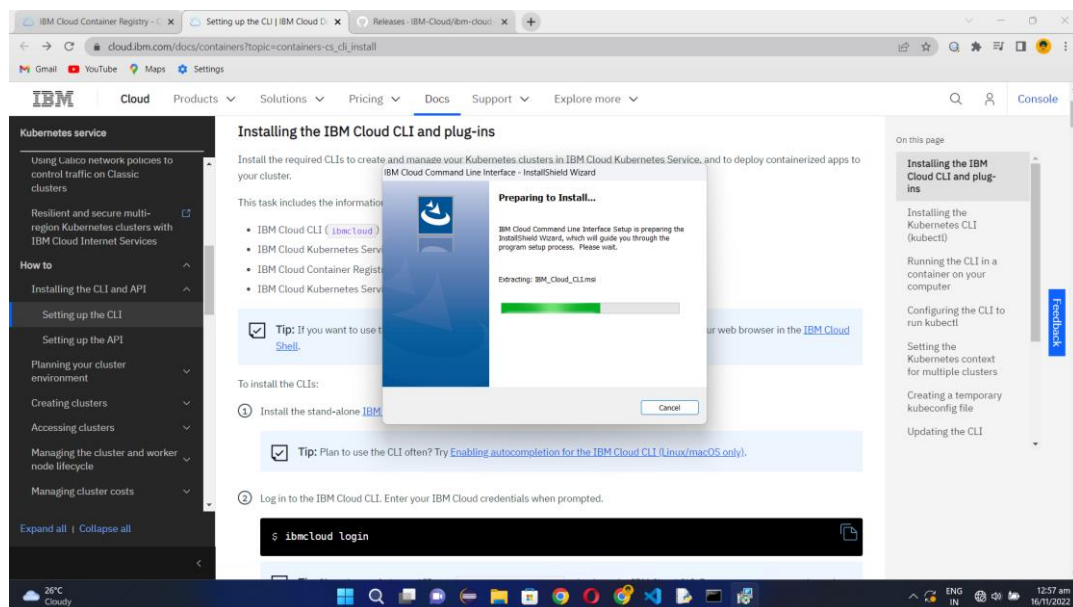 IBM Cloud Container Registry - C
Setting up the CLI | IBM Cloud D
Releases - IBM-Cloud/ibm-cloud-
cloud.ibm.com/docs/containers?topic=containers-cs_cli_install
Gmail YouTube Maps Settings
IBM Cloud Products Solutions Pricing Docs Support Explore more Console
Kubernetes service
Using Calico network policies to
control traffic on Classic
clusters
Resilient and secure multi-
region Kubernetes clusters with
IBM Cloud Internet Services
How to
Installing the CLI and API
Setting up the CLI
Setting up the API
Planning your cluster
environment
Creating clusters
Accessing clusters
Managing the cluster and worker
node lifecycle
Managing cluster costs
Expand all | Collapse all
Installing the IBM Cloud CLI and plug-ins
Install the required CLIs to create and manage your Kubernetes clusters in IBM Cloud Kubernetes Service, and to deploy containerized apps to
your cluster.
This task includes the information
IBM Cloud CLI ( ibmcloud )
IBM Cloud Kubernetes Servi
IBM Cloud Container Regist
IBM Cloud Kubernetes Servi
Tip: If you want to use t
ur web browser in the IBM Cloud
Shell.
To install the CLIs:
1 Install the stand-alone IBM
Tip: Plan to use the CLI often? Try Enabling autocompletion for the IBM Cloud CLI (Linux/macOS only).
2 Log in to the IBM Cloud CLI. Enter your IBM Cloud credentials when prompted.
$ ibmcloud login
IBM Cloud Command Line Interface - InstallShield Wizard
Preparing to Install...
IBM Cloud Command Line Interface Setup is preparing the
InstallShield Wizard, which will guide you through the
program setup process. Please wait.
Extracting: IBM_Cloud_CLI.msi
Cancel
On this page
Installing the IBM
Cloud CLI and plug-
ins
Installing the
Kubernetes CLI
(kubectl)
Running the CLI in a
container on your
computer
Configuring the CLI to
run kubectl
Setting the
Kubernetes context
for multiple clusters
Creating a temporary
kubeconfig file
Updating the CLI
Feedback
26°C
Cloudy
ENG
IN
12:57 am
16/11/2022